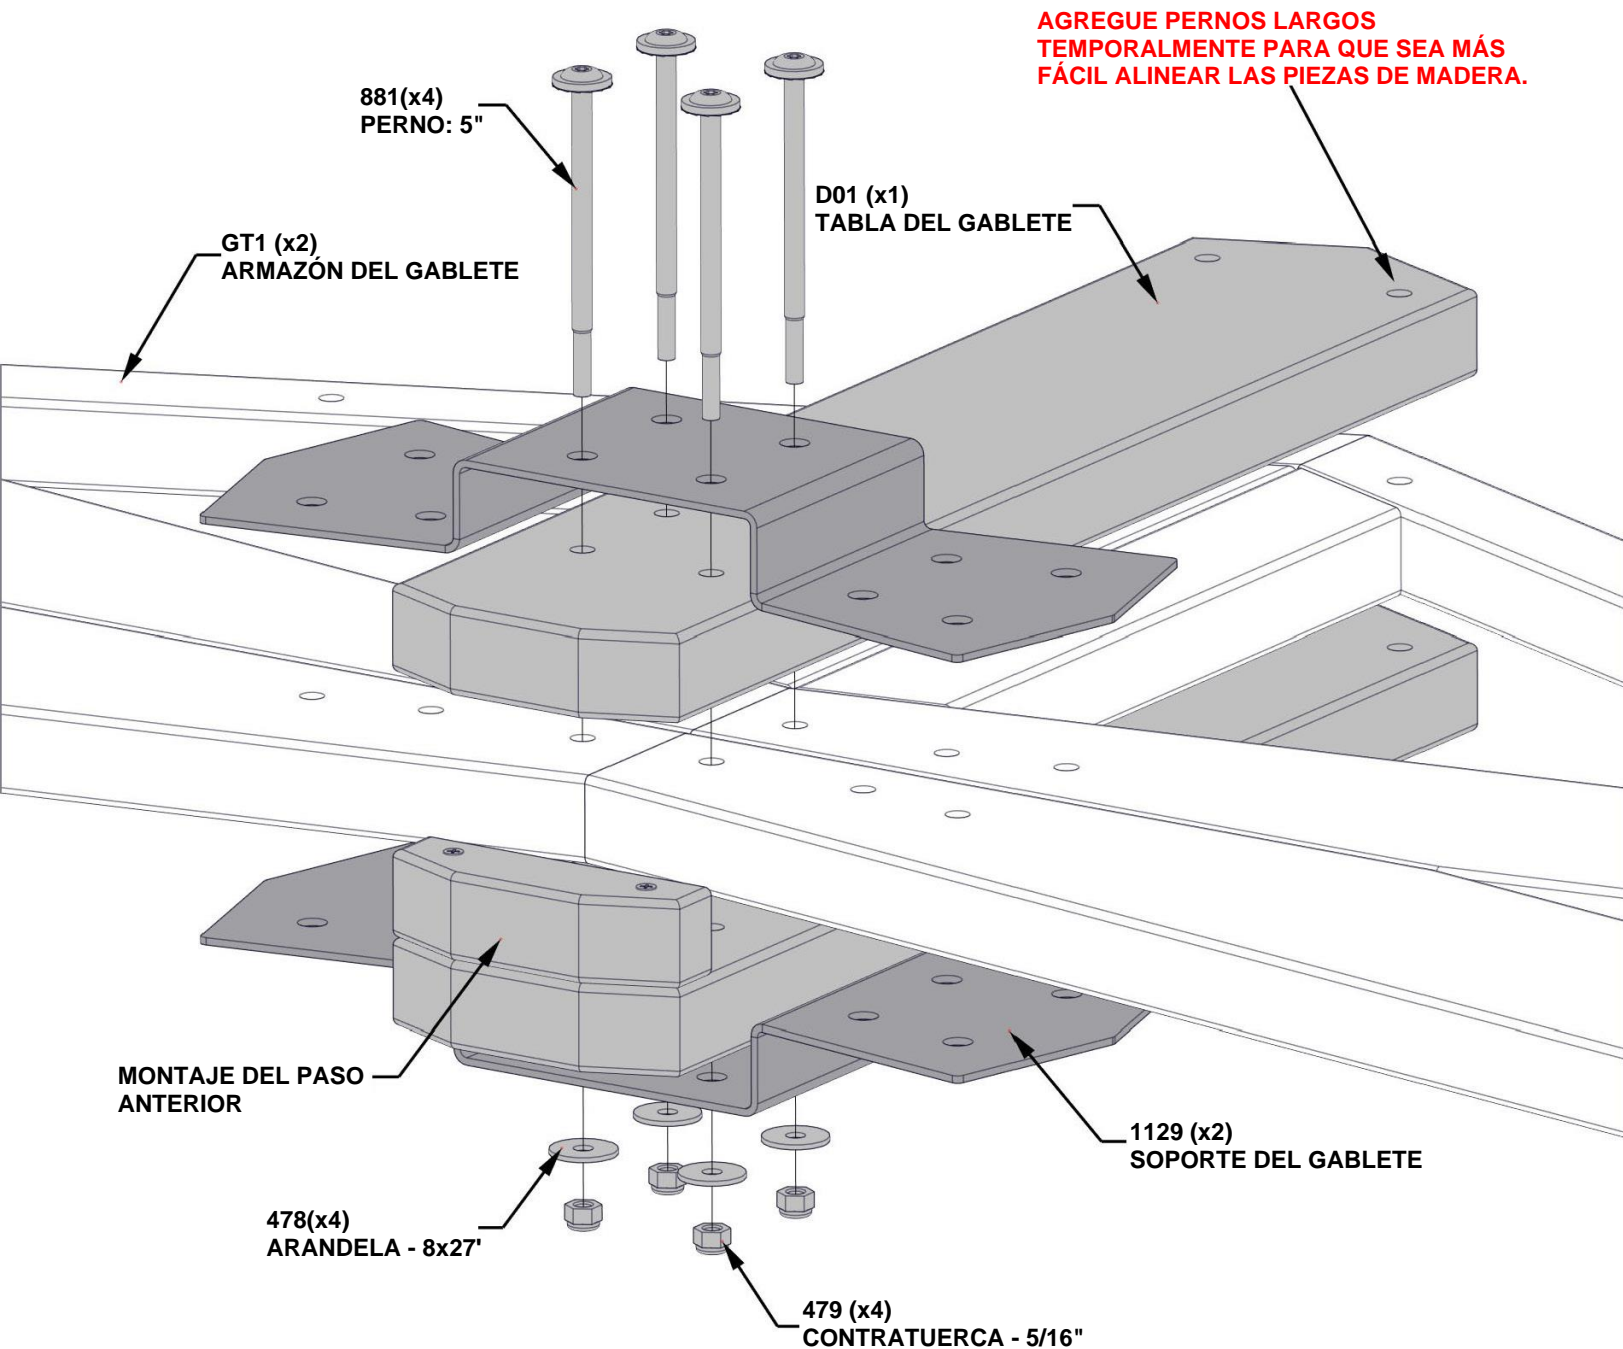 AGREGUE PERNOS LARGOS
TEMPORALMENTE PARA QUE SEA MÁS
FÁCIL ALINEAR LAS PIEZAS DE MADERA.
881(x4)
PERNO: 5"
D01 (x1)
TABLA DEL GABLETE
GT1 (x2)
ARMAZÓN DEL GABLETE
MONTAJE DEL PASO
ANTERIOR
1129 (x2)
SOPORTE DEL GABLETE
478(x4)
ARANDELA - 8x27'
479 (x4)
CONTRATUERCA - 5/16"